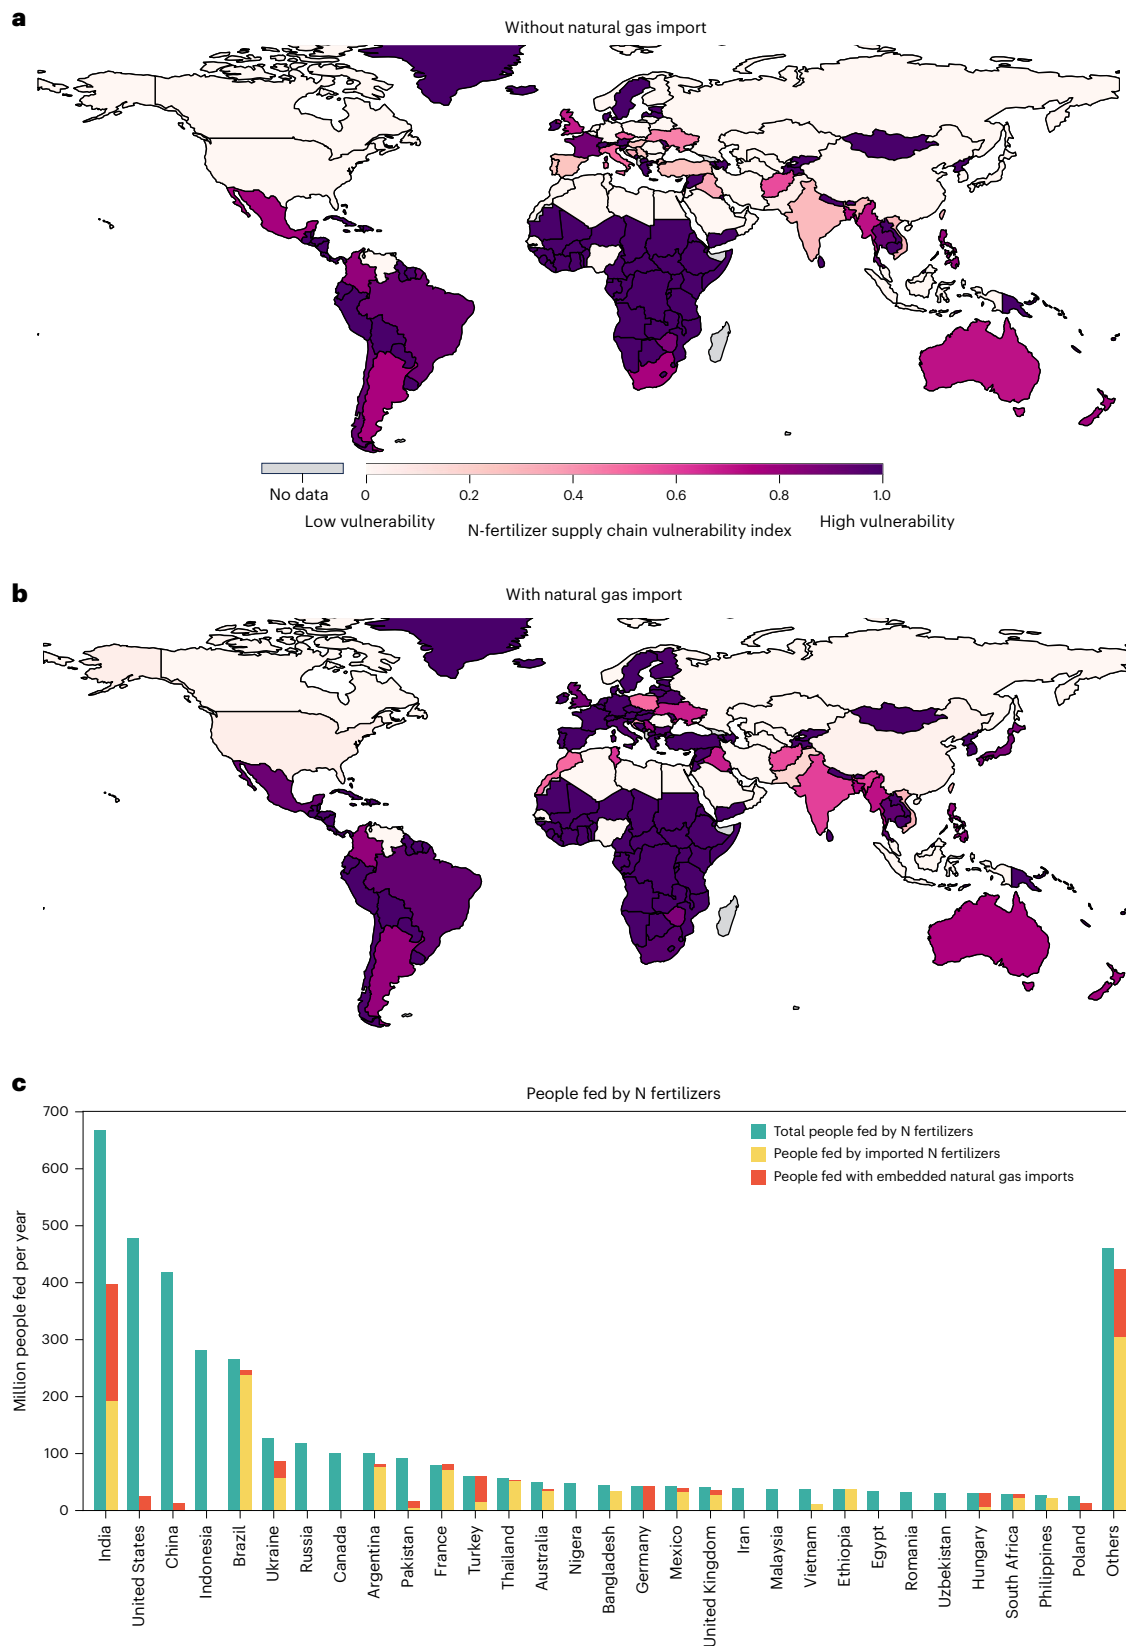 a
Without natural gas import
No data
0
0.2
0.4
0.6
0.8
1.0
Low vulnerability
N-fertilizer supply chain vulnerability index
High vulnerability
b
With natural gas import
c
People fed by N fertilizers
Million people fed per year
700
600
500
400
300
200
100
0
Total people fed by N fertilizers
People fed by imported N fertilizers
People fed with embedded natural gas imports
India
United States
China
Indonesia
Brazil
Ukraine
Russia
Canada
Argentina
Pakistan
France
Turkey
Thailand
Australia
Nigera
Bangladesh
Germany
Mexico
United Kingdom
Iran
Malaysia
Vietnam
Ethiopia
Egypt
Romania
Uzbekistan
Hungary
South Africa
Philippines
Poland
Others